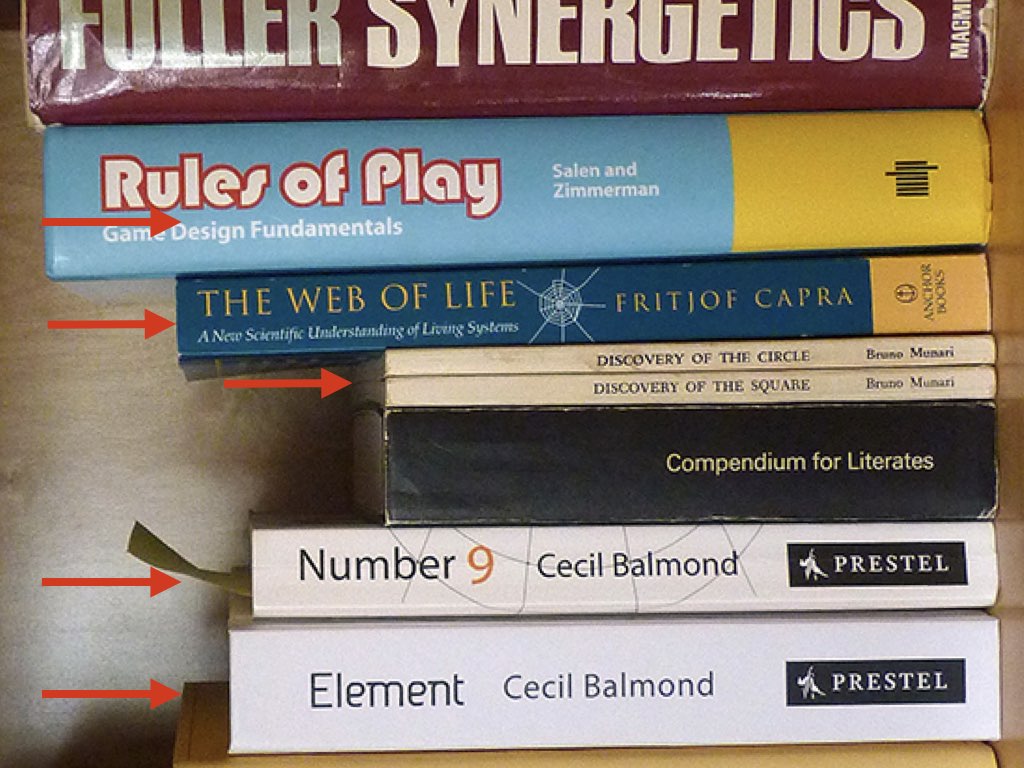 FULLER SYNERGETICS
Rules of Play
Game Design Fundamentals
Salen and
Zimmerman
THE WEB OF LIFE
A New Scientific Understanding of Living Systems
FRITJOF CAPRA
ANCHOR
BOOKS
DISCOVERY OF THE CIRCLE Bruno Munari
DISCOVERY OF THE SQUARE Bruno Munari
Compendium for Literates
Number 9 Cecil Balmond PRESTEL
Element Cecil Balmond PRESTEL